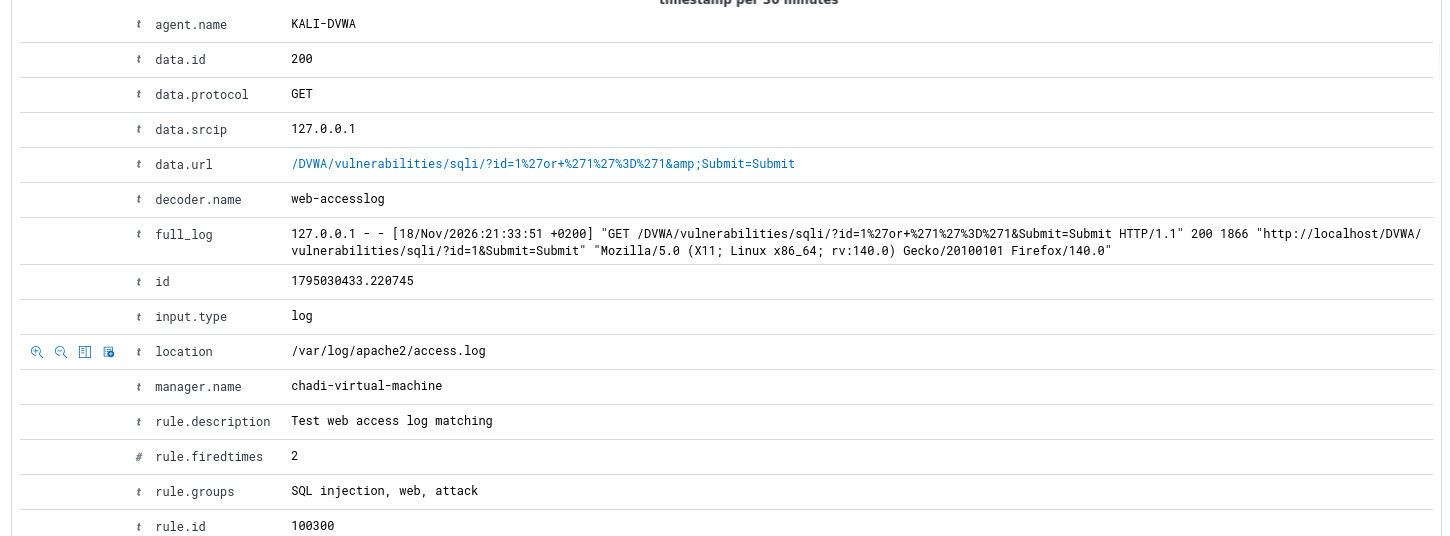 timestamp per 30 minutes
t agent.name KALI-DVWA
t data.id 200
t data.protocol GET
t data.srcip 127.0.0.1
t data.url /DVWA/vulnerabilities/sqli/?id=1%27or+%271%27%3D%271&amp;Submit=Submit
t decoder.name web-accesslog
t full_log 127.0.0.1 - - [18/Nov/2026:21:33:51 +0200] "GET /DVWA/vulnerabilities/sqli/?id=1%27or+%271%27%3D%271&Submit=Submit HTTP/1.1" 200 1866 "http://localhost/DVWA/
vulnerabilities/sqli/?id=1&Submit=Submit" "Mozilla/5.0 (X11; Linux x86_64; rv:140.0) Gecko/20100101 Firefox/140.0"
t id 1795030433.220745
t input.type log
t location /var/log/apache2/access.log
t manager.name chadi-virtual-machine
t rule.description Test web access log matching
# rule.firedtimes 2
t rule.groups SQL injection, web, attack
t rule.id 100300